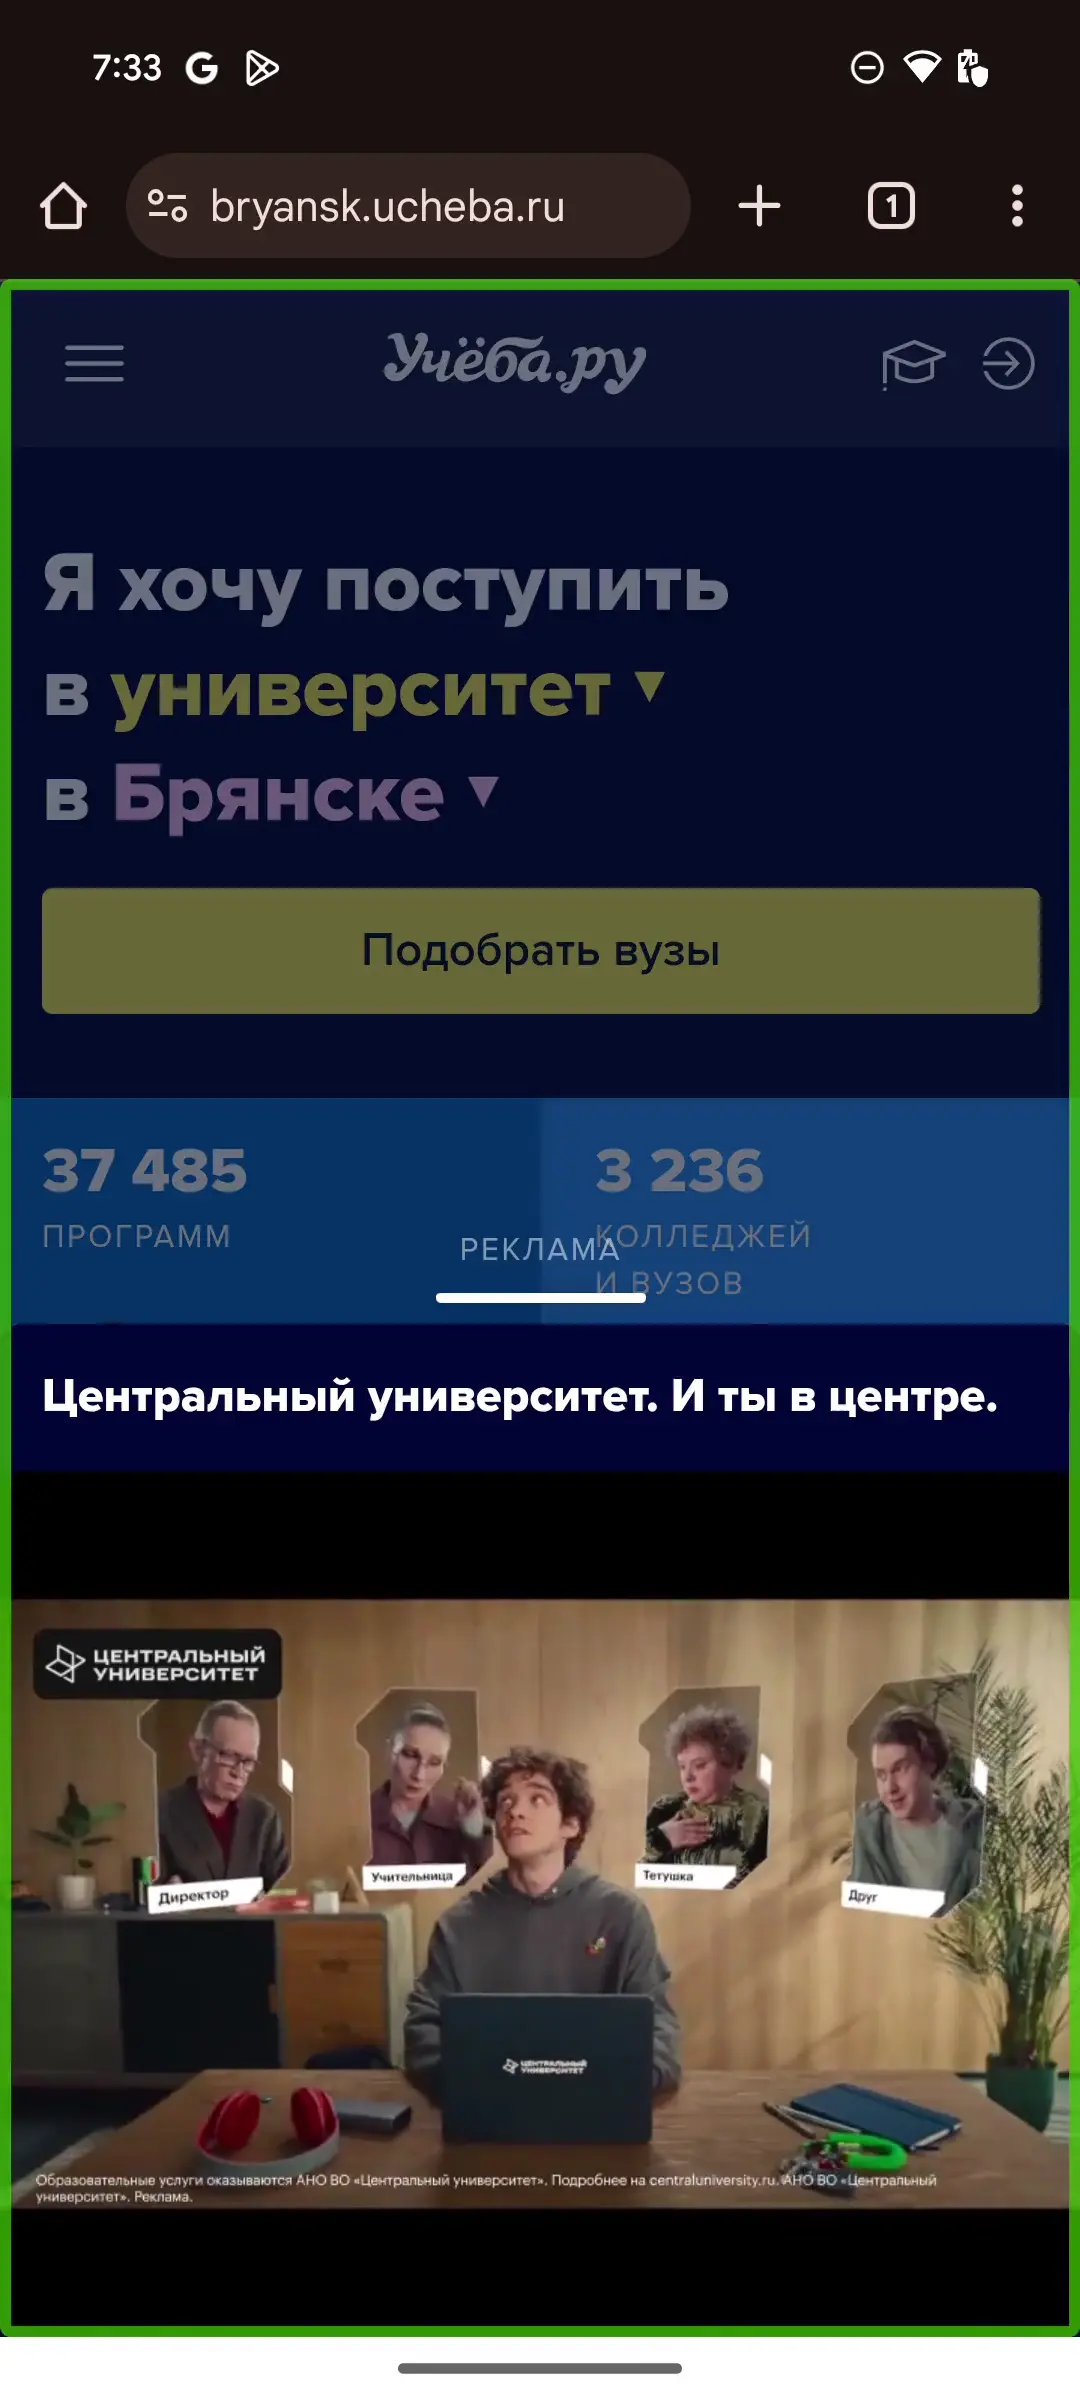 7:33
bryansk.ucheba.ru
1
Учёба.ру
Я хочу поступить
в университет
в Брянске
Подобрать вузы
37 485
ПРОГРАММ
3 236
КОЛЛЕДЖЕЙ
И ВУЗОВ
РЕКЛАМА
Центральный университет. И ты в центре.
ЦЕНТРАЛЬНЫЙ
УНИВЕРСИТЕТ
Директор
Учительница
Тетушка
Друг
ЦЕНТРАЛЬНЫЙ
УНИВЕРСИТЕТ
Образовательные услуги оказываются АНО ВО «Центральный университет». Подробнее на centraluniversity.ru. АНО ВО «Центральный
университет». Реклама.